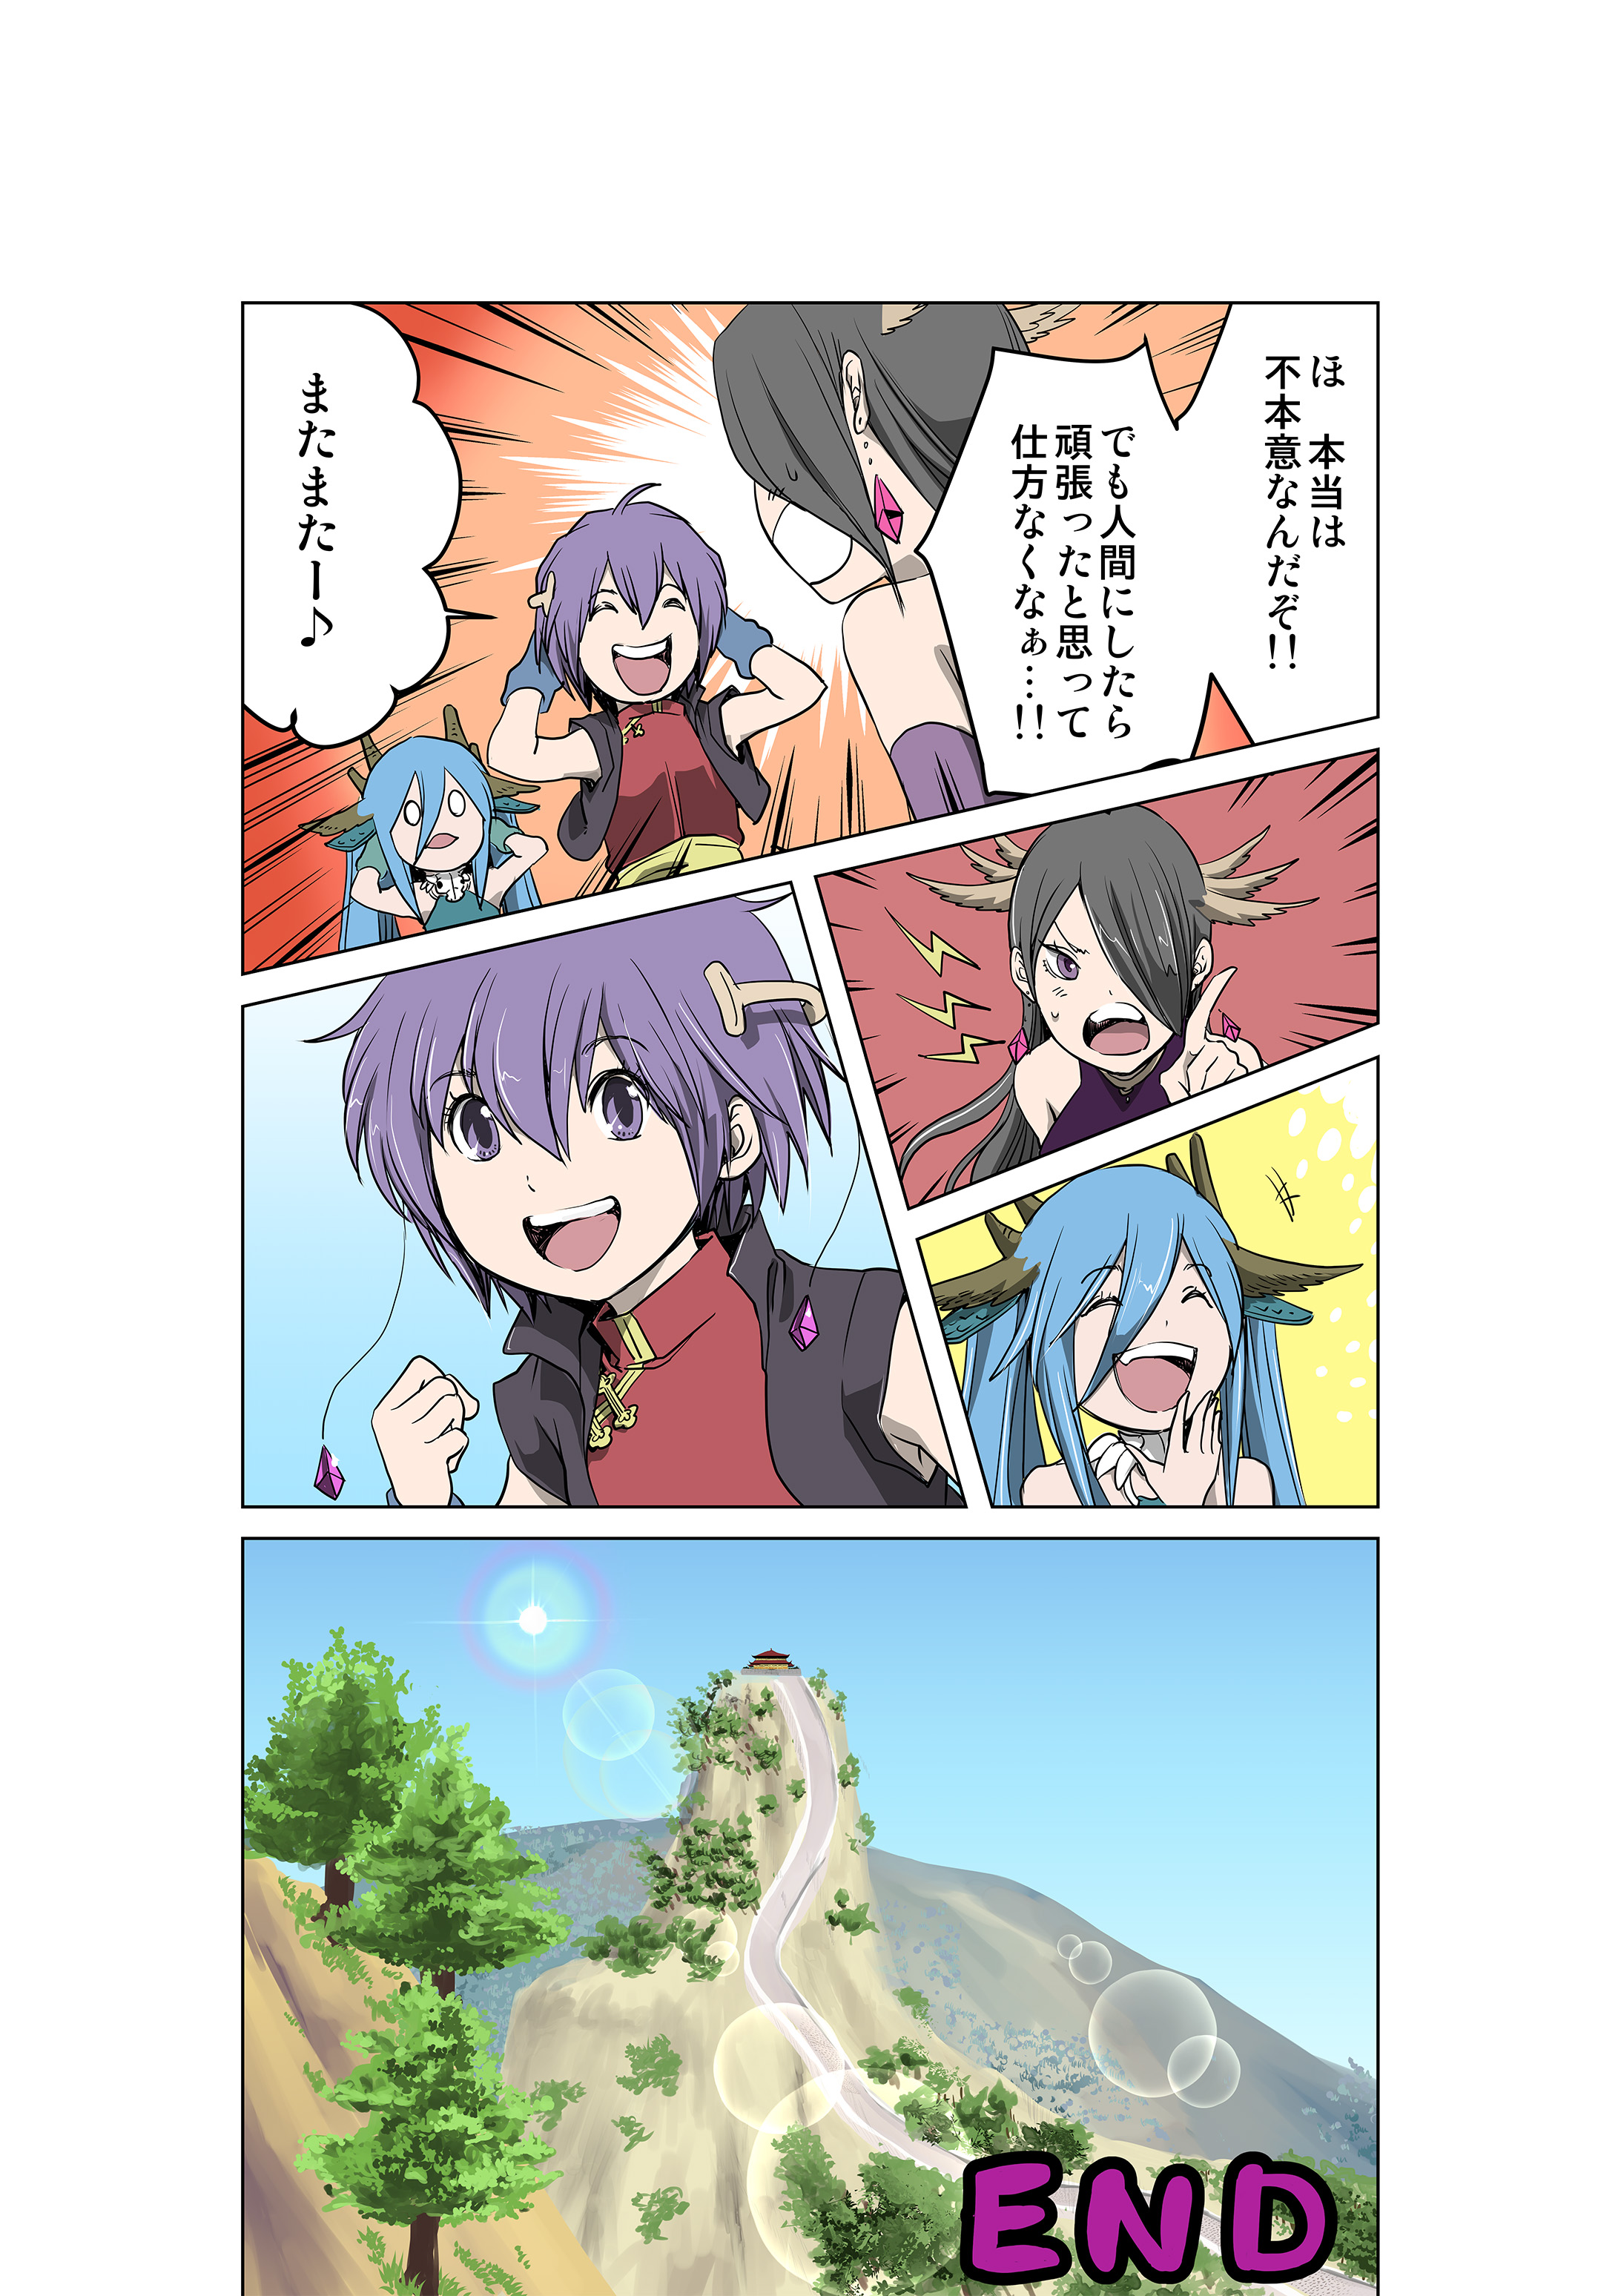 ほ 本当は
不本意なんだぞ!!
でも人間にしたら
頑張ったと思って
仕方なくなぁ…!!
またまたー♪
END